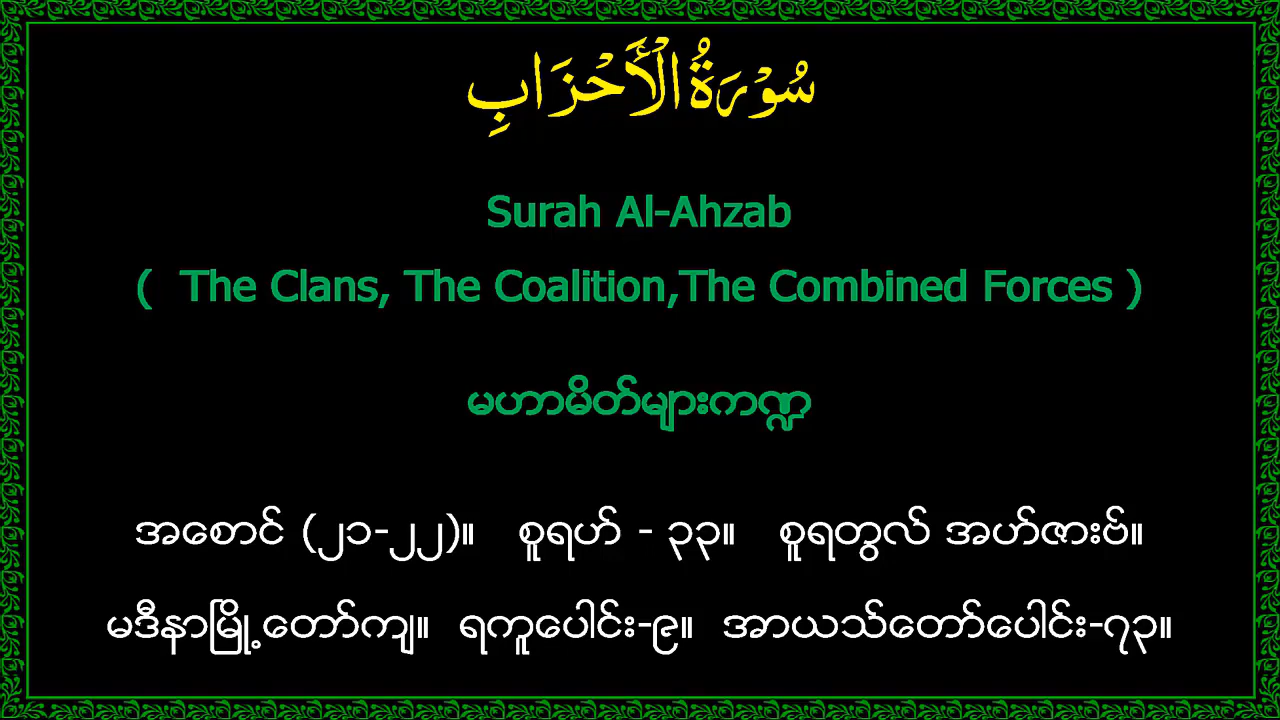 سُوْرَةُ الْأَحْزَابِ
Surah Al-Ahzab
( The Clans, The Coalition,The Combined Forces )
မဟာမိတ်များကဏ္ဍ
အစောင် (၂၁-၂၂)။ စူရဟ် - ၃၃။ စူရတွလ် အဟ်ဇားဗ်။
မဒီနာမြို့တော်ကျ။ ရကူပေါင်း-၉။ အာယသ်တော်ပေါင်း-၇၃။